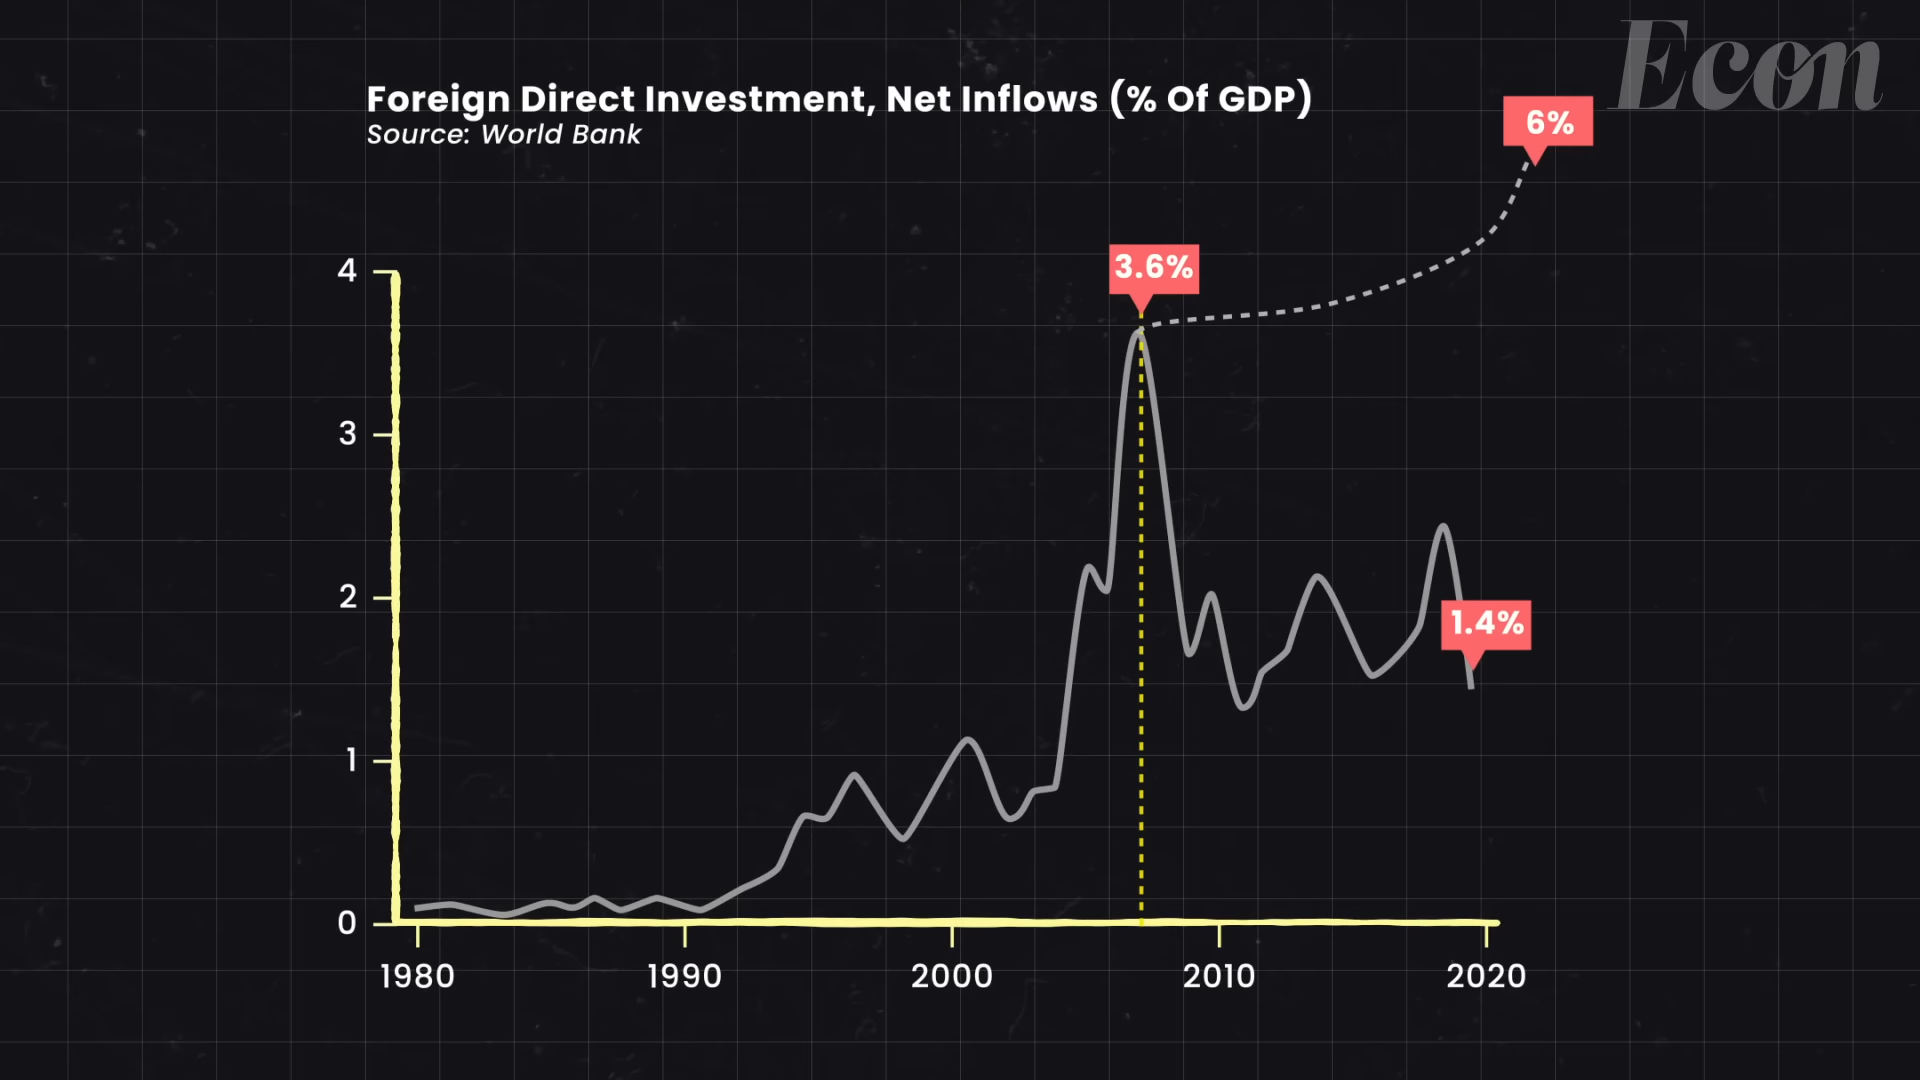 Econ
Foreign Direct Investment, Net Inflows (% Of GDP)
Source: World Bank
6%
3.6%
1.4%
4
3
2
1
0
1980 1990 2000 2010 2020